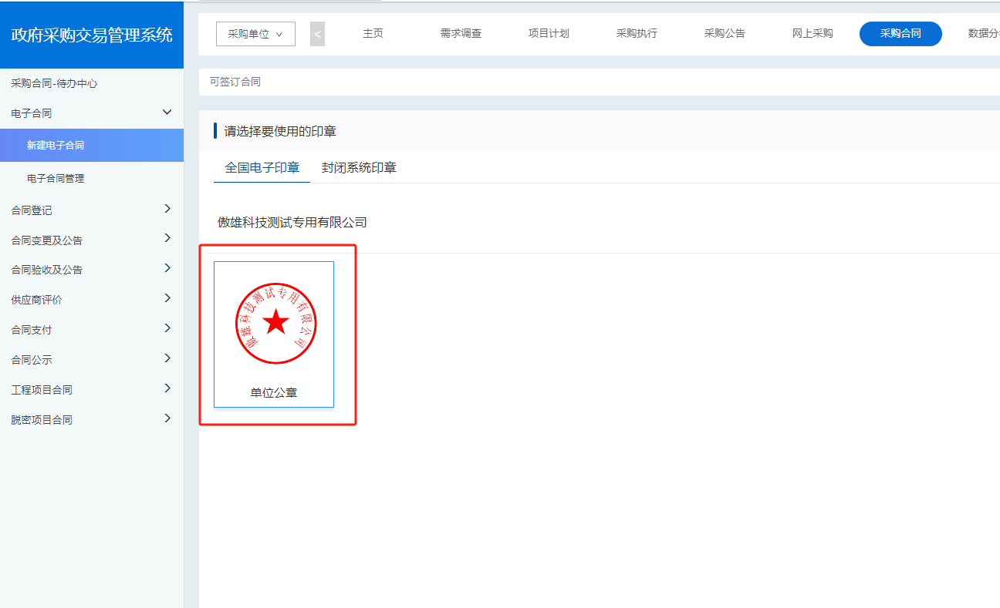 政府采购交易管理系统
采购单位
<
主页
需求调查
项目计划
采购执行
采购公告
网上采购
采购合同
数据分
采购合同-待办中心
电子合同
新建电子合同
电子合同管理
合同登记
合同变更及公告
合同验收及公告
供应商评价
合同支付
合同公示
工程项目合同
脱密项目合同
可签订合同
请选择要使用的印章
全国电子印章
封闭系统印章
傲雄科技测试专用有限公司
傲雄科技测试专用有限公司
单位公章